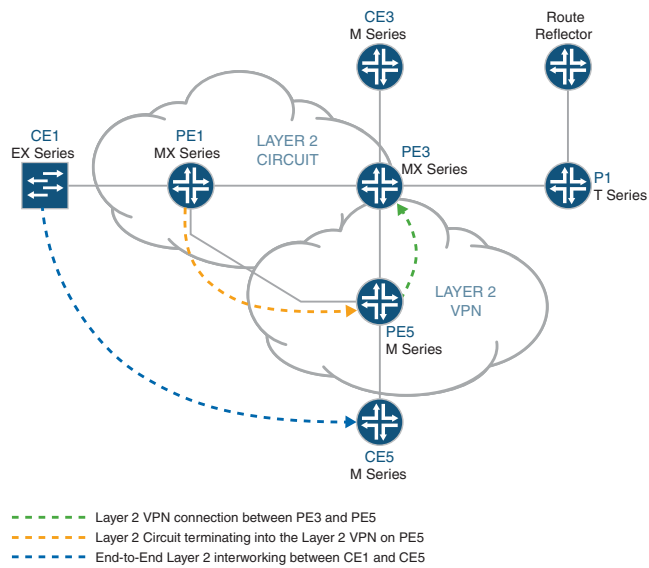 CE3
M Series
Route
Reflector
CE1
EX Series
PE1
MX Series
LAYER 2
CIRCUIT
PE3
MX Series
P1
T Series
LAYER 2
VPN
PE5
M Series
CE5
M Series
Layer 2 VPN connection between PE3 and PE5
Layer 2 Circuit terminating into the Layer 2 VPN on PE5
End-to-End Layer 2 interworking between CE1 and CE5